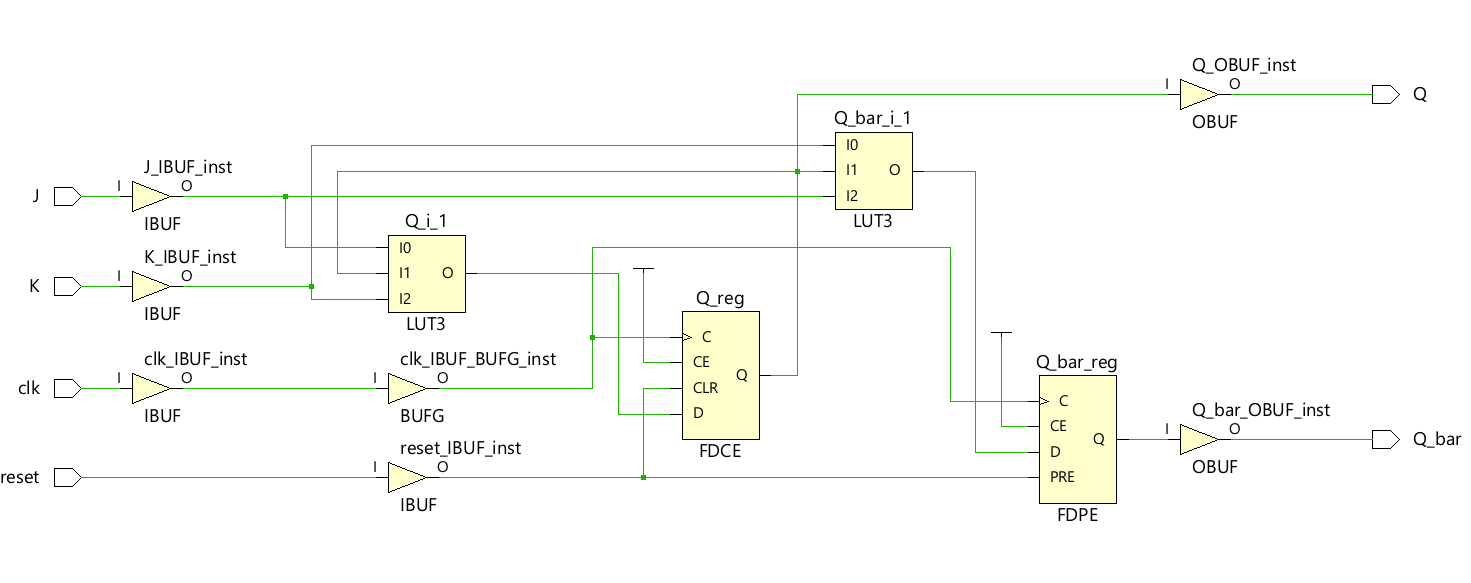 Q_OBUF_inst
I
O
Q
OBUF
Q_bar_i_1
I0
I1
O
I2
LUT3
J_IBUF_inst
J
I
O
IBUF
Q_i_1
I0
I1
O
I2
LUT3
K_IBUF_inst
K
I
O
IBUF
Q_reg
C
CE
Q
CLR
D
FDCE
clk_IBUF_inst
clk
I
O
IBUF
clk_IBUF_BUFG_inst
I
O
BUFG
Q_bar_reg
C
CE
Q
D
PRE
FDPE
Q_bar_OBUF_inst
I
O
Q_bar
OBUF
reset_IBUF_inst
reset
I
O
IBUF